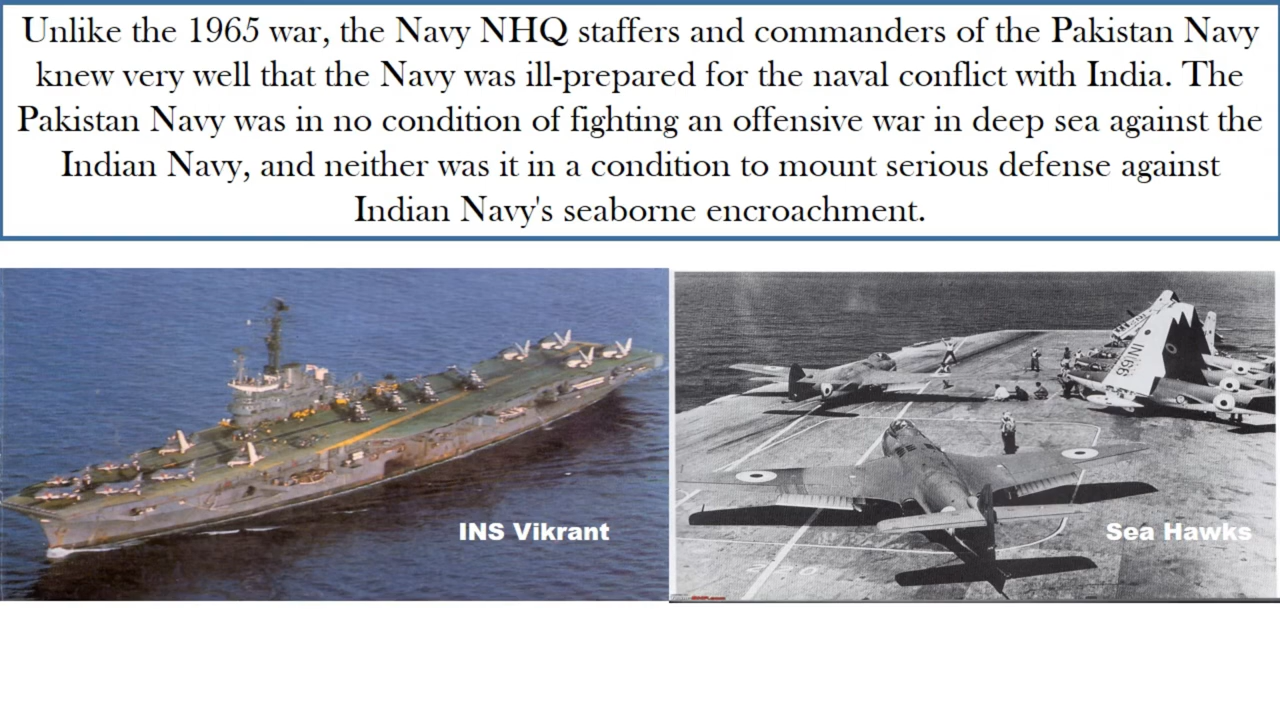 Unlike the 1965 war, the Navy NHQ staffers and commanders of the Pakistan Navy
knew very well that the Navy was ill-prepared for the naval conflict with India. The
Pakistan Navy was in no condition of fighting an offensive war in deep sea against the
Indian Navy, and neither was it in a condition to mount serious defense against
Indian Navy's seaborne encroachment.
INS Vikrant
IN 166
Sea Hawks